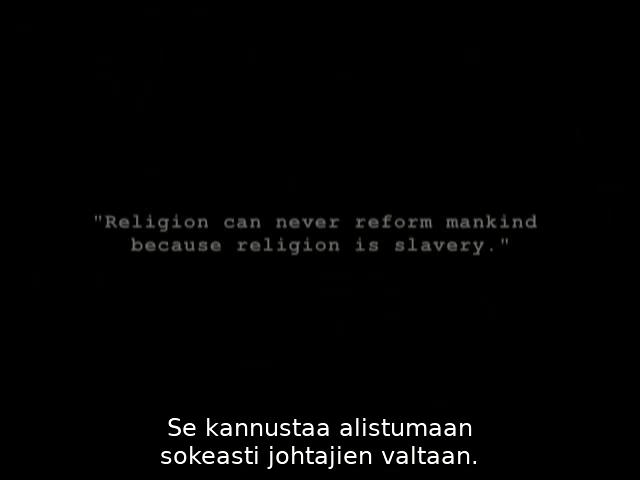 "Religion can never reform mankind
because religion is slavery."
Se kannustaa alistumaan
sokeasti johtajien valtaan.